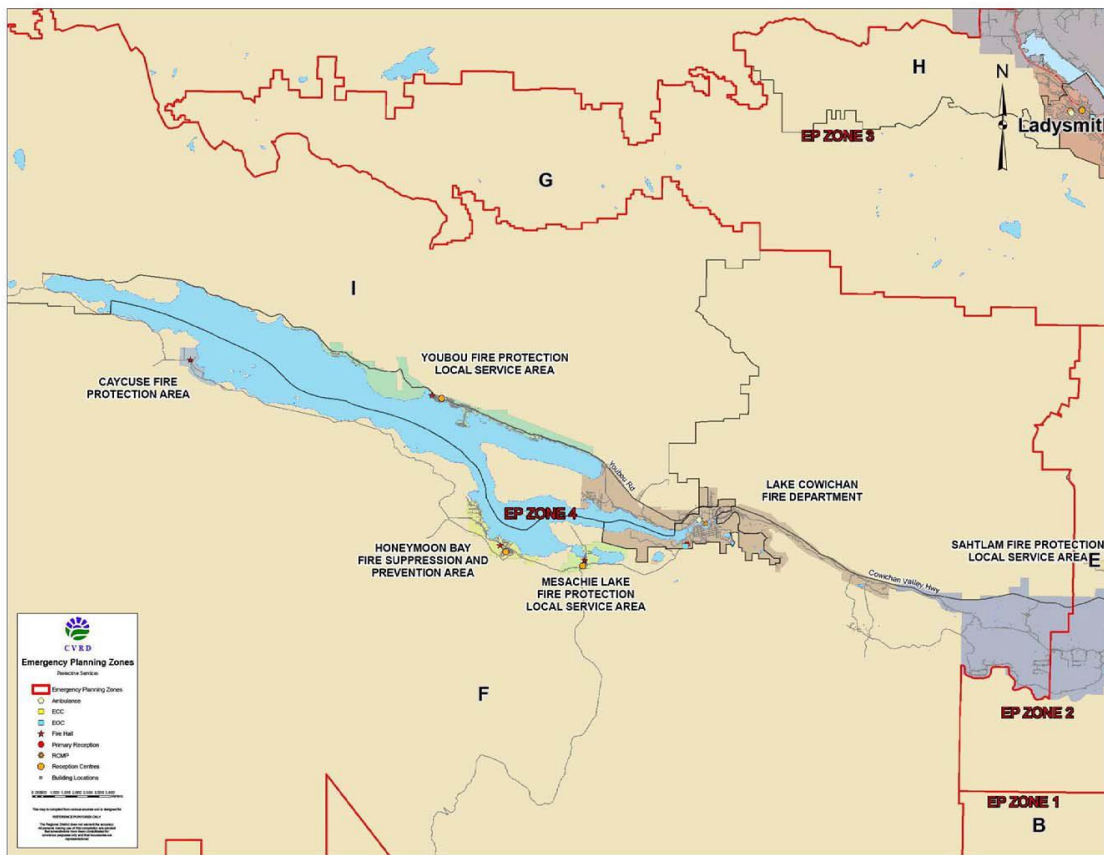 H
N
EP ZONE 3
Ladysmith
G
I
YOUBOU FIRE PROTECTION
LOCAL SERVICE AREA
CAYCUSE FIRE
PROTECTION AREA
Youbou Rd
LAKE COWICHAN
FIRE DEPARTMENT
EP ZONE 4
HONEYMOON BAY
FIRE SUPPRESSION AND
PREVENTION AREA
MESACHIE LAKE
FIRE PROTECTION
LOCAL SERVICE AREA
SAHTLAM FIRE PROTECTION
LOCAL SERVICE AREA
E
Cowichan Valley Hwy
F
EP ZONE 2
EP ZONE 1
B
CVRD
Emergency Planning Zones
Protective Services
Emergency Planning Zones
Ambulance
ECC
EOC
Fire Hall
Primary Reception
RCMP
Reception Centres
Building Locations